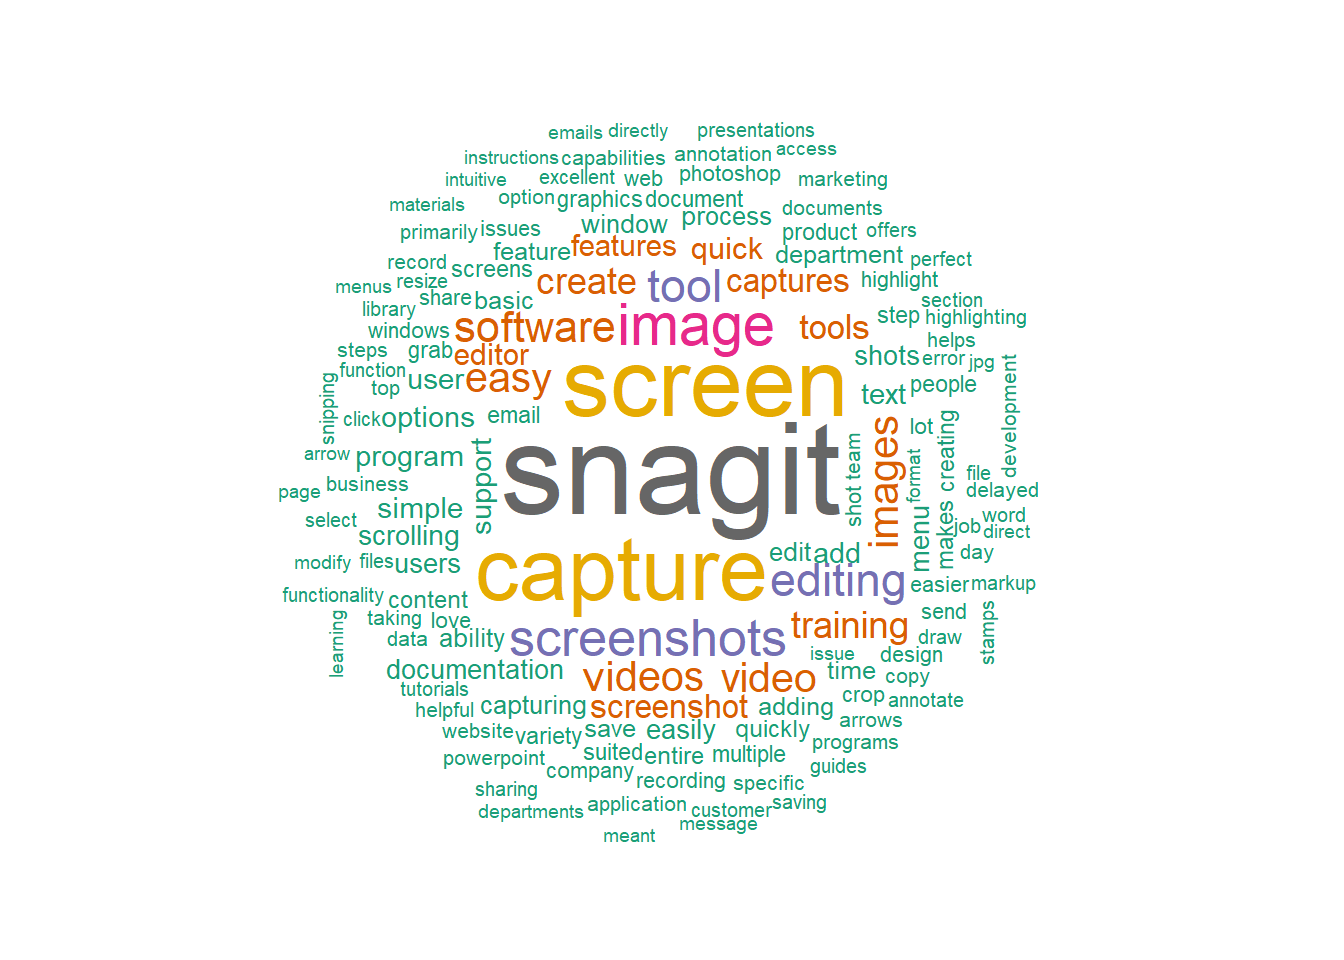 emails directly presentations
instructions capabilities annotation access
intuitive excellent web photoshop marketing
materials option graphics document documents
primarily issues window process product offers
record feature features quick department perfect
menus resize screens create tool captures highlight
library share basic section
windows software image tools step highlighting
steps grab editor shots error helps jpg
function top user easy screen text people
snipping click options email lot development
arrow program support snagit shot team images format creating
page business file delayed
select simple menu makes job word direct
scrolling
modify files users capture edit add day
functionality content editing easier markup
learning taking love training send stamps
data ability screenshots issue draw design
documentation videos video time copy
tutorials crop annotate
helpful capturing screenshot adding arrows
website variety save easily quickly programs
powerpoint suited entire multiple guides
company recording specific
sharing
departments application customer saving
message
meant